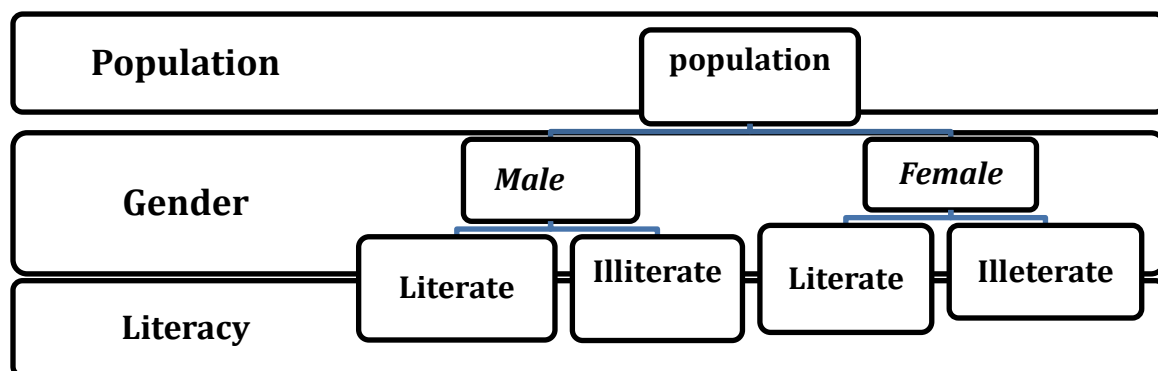 Population
population
Gender
Male
Female
Literate
Illiterate
Literate
Illeterate
Literacy